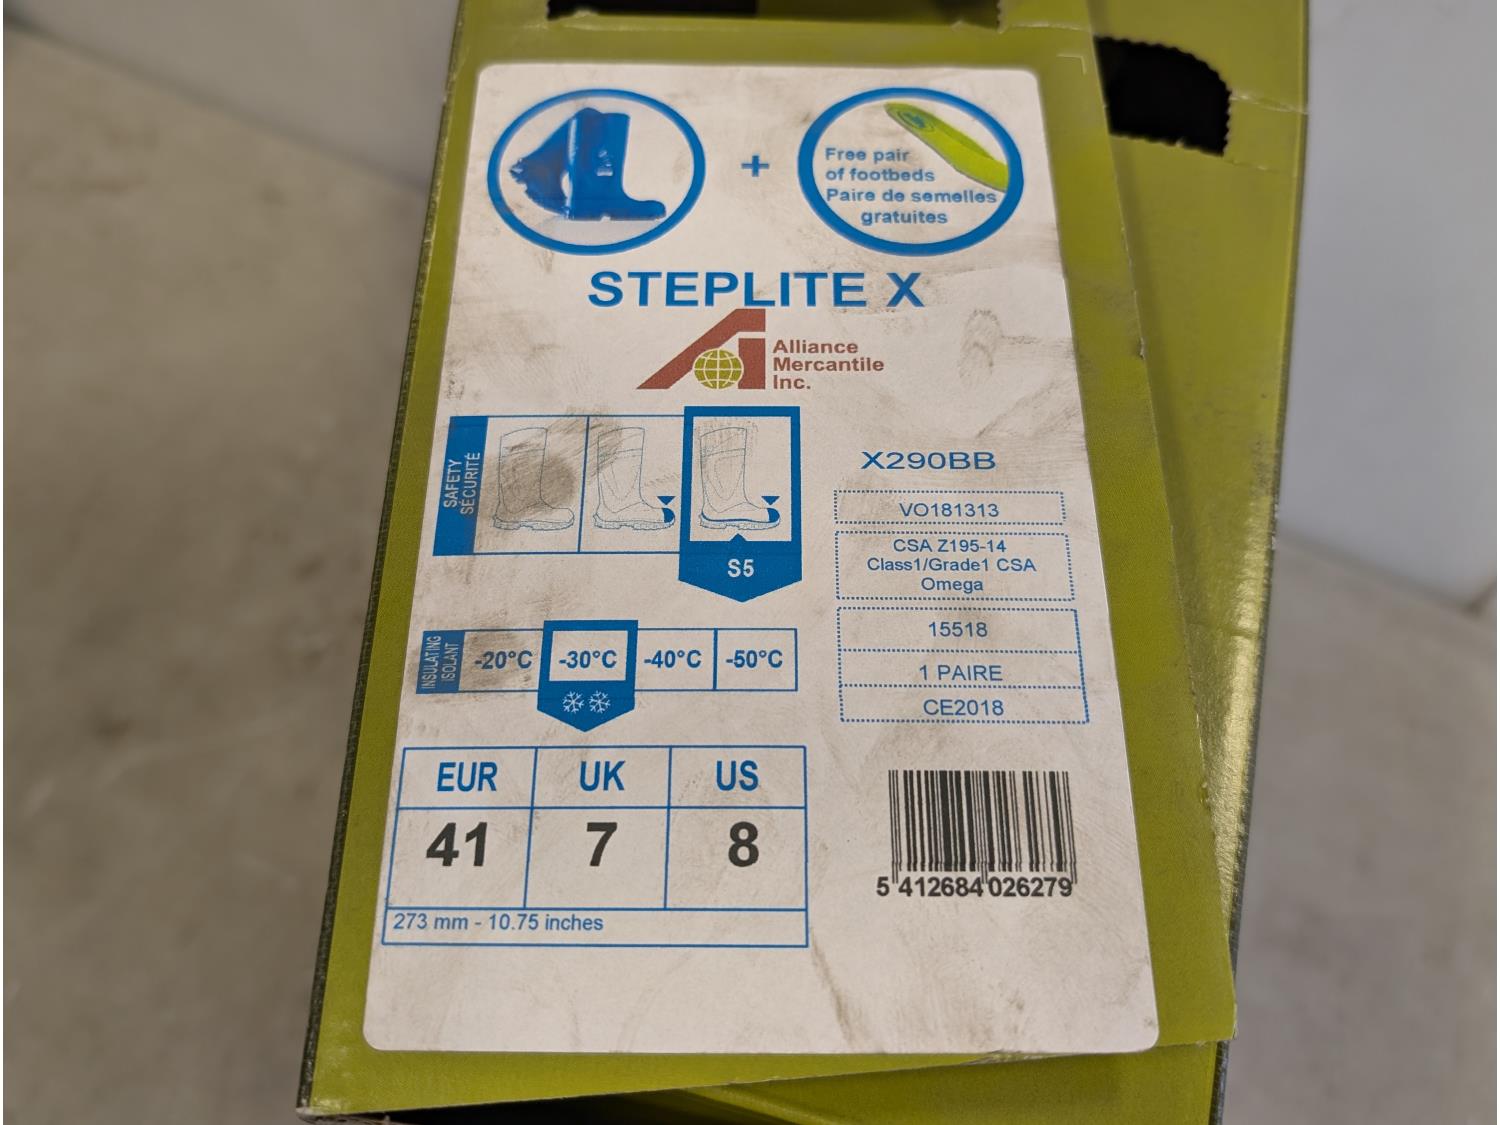 Free pair
of footbeds
Paire de semelles
gratuites
+
STEPLITE X
Alliance
Mercantile
Inc.
SAFETY
SÉCURITÉ
S5
X290BB
VO181313
CSA Z195-14
Class1/Grade1 CSA
Omega
15518
1 PAIRE
CE2018
INSULATING
ISOLANT
-20°C -30°C -40°C -50°C
EUR UK US
41 7 8
273 mm - 10.75 inches
5 412684 026279